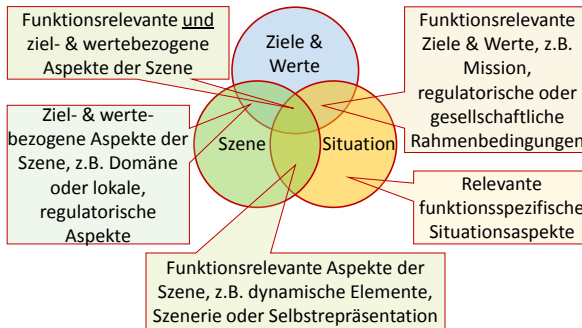 Funktionsrelevante und
ziel- & wertebezogene
Aspekte der Szene
Ziele &
Werte
Funktionsrelevante
Ziele & Werte, z.B.
Mission,
regulatorische oder
gesellschaftliche
Rahmenbedingungen
Ziel- & werte-
bezogene Aspekte der
Szene, z.B. Domäne
oder lokale,
regulatorische
Aspekte
Szene
Situation
Relevante
funktionsspezifische
Situationsaspekte
Funktionsrelevante Aspekte der
Szene, z.B. dynamische Elemente,
Szenerie oder Selbstrepräsentation